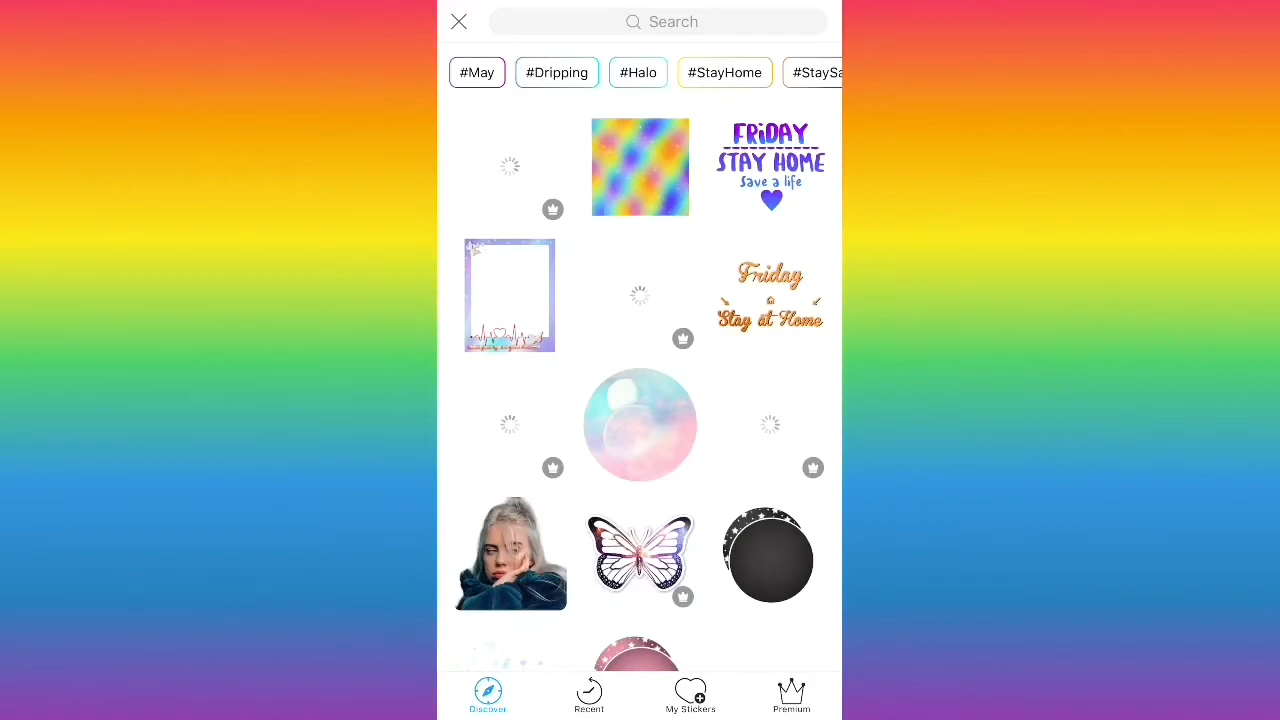 Search
#May
#Dripping
#Halo
#StayHome
#StaySa
FRiDAY
STAY HOME
Save a life
Friday
Stay at Home
Discover
Recent
My Stickers
Premium